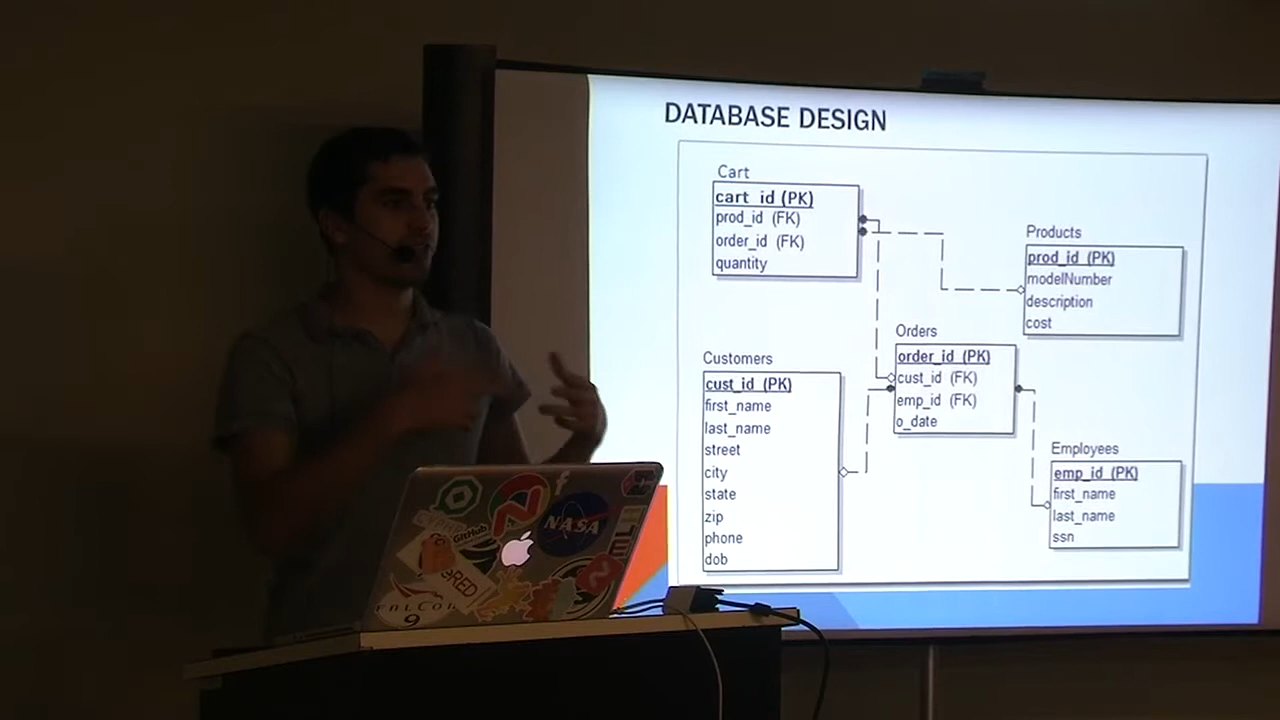 DATABASE DESIGN
Cart
cart_id (PK)
prod_id (FK)
order_id (FK)
quantity
Products
prod_id (PK)
modelNumber
description
cost
Orders
order_id (PK)
cust_id (FK)
emp_id (FK)
o_date
Customers
cust_id (PK)
first_name
last_name
street
city
state
zip
phone
dob
Employees
emp_id (PK)
first_name
last_name
ssn
GitHub
NASA
FALCON
9